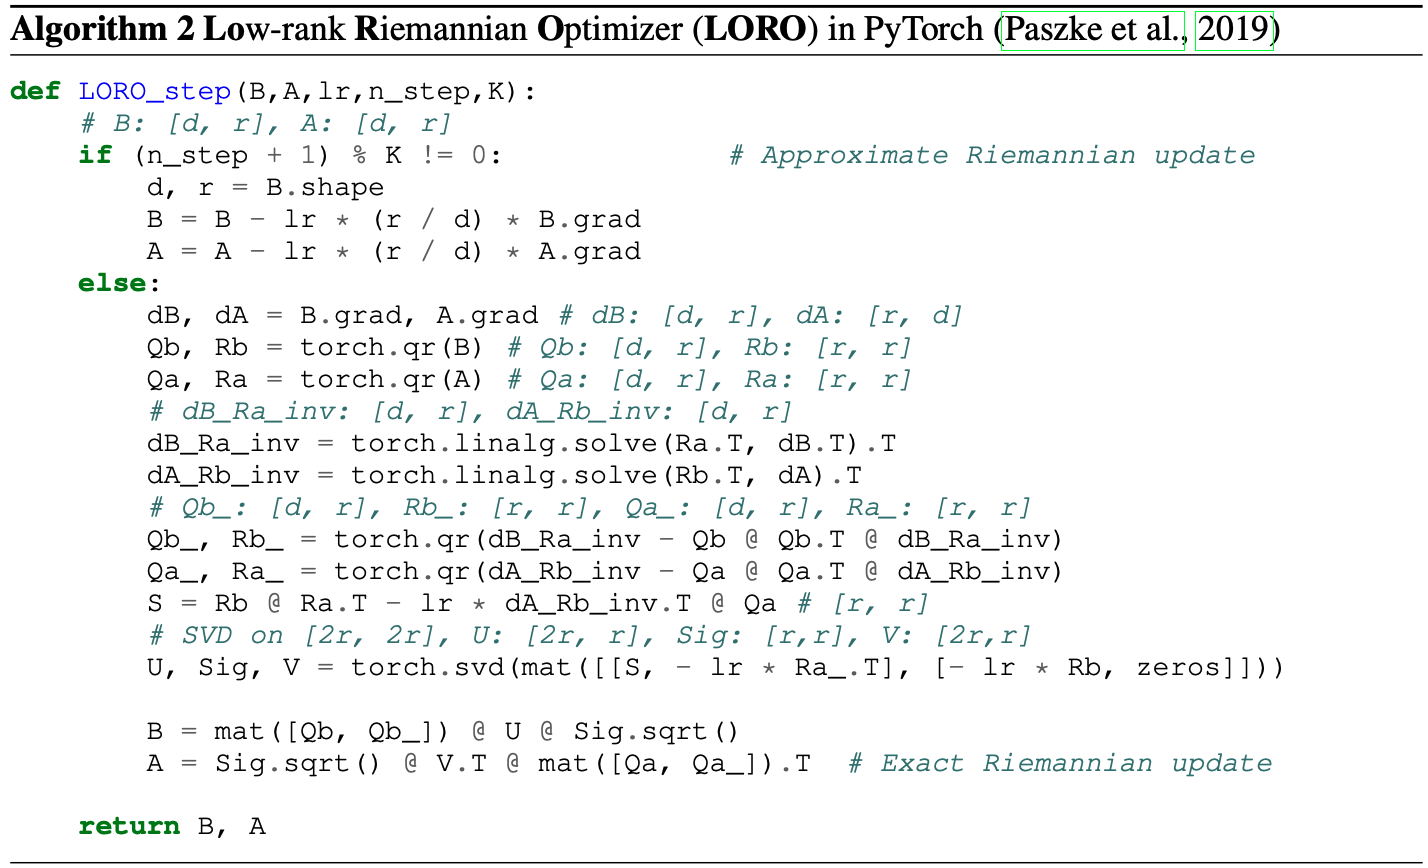 Algorithm 2 Low-rank Riemannian Optimizer (LORO) in PyTorch (Paszke et al., 2019)
def LORO_step(B,A,lr,n_step,K):
    # B: [d, r], A: [d, r]
    if (n_step + 1) % K != 0:             # Approximate Riemannian update
        d, r = B.shape
        B = B - lr * (r / d) * B.grad
        A = A - lr * (r / d) * A.grad
    else:
        dB, dA = B.grad, A.grad # dB: [d, r], dA: [r, d]
        Qb, Rb = torch.qr(B) # Qb: [d, r], Rb: [r, r]
        Qa, Ra = torch.qr(A) # Qa: [d, r], Ra: [r, r]
        # dB_Ra_inv: [d, r], dA_Rb_inv: [d, r]
        dB_Ra_inv = torch.linalg.solve(Ra.T, dB.T).T
        dA_Rb_inv = torch.linalg.solve(Rb.T, dA).T
        # Qb_: [d, r], Rb_: [r, r], Qa_: [d, r], Ra_: [r, r]
        Qb_, Rb_ = torch.qr(dB_Ra_inv - Qb @ Qb.T @ dB_Ra_inv)
        Qa_, Ra_ = torch.qr(dA_Rb_inv - Qa @ Qa.T @ dA_Rb_inv)
        S = Rb @ Ra.T - lr * dA_Rb_inv.T @ Qa # [r, r]
        # SVD on [2r, 2r], U: [2r, r], Sig: [r,r], V: [2r,r]
        U, Sig, V = torch.svd(mat([[S, - lr * Ra_.T], [- lr * Rb, zeros]]))
        B = mat([Qb, Qb_]) @ U @ Sig.sqrt()
        A = Sig.sqrt() @ V.T @ mat([Qa, Qa_]).T  # Exact Riemannian update
    return B, A